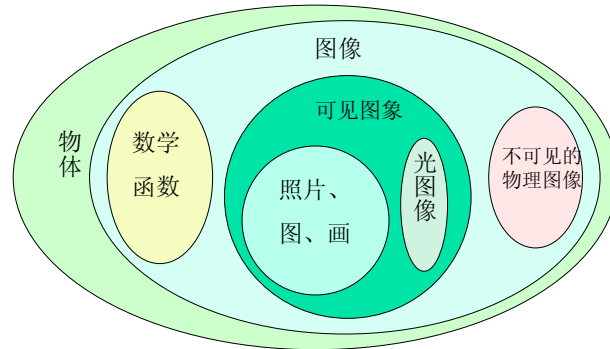 图像
可见图象
物
体
数学
函数
照片、
图、画
光
图
像
不可见的
物理图像